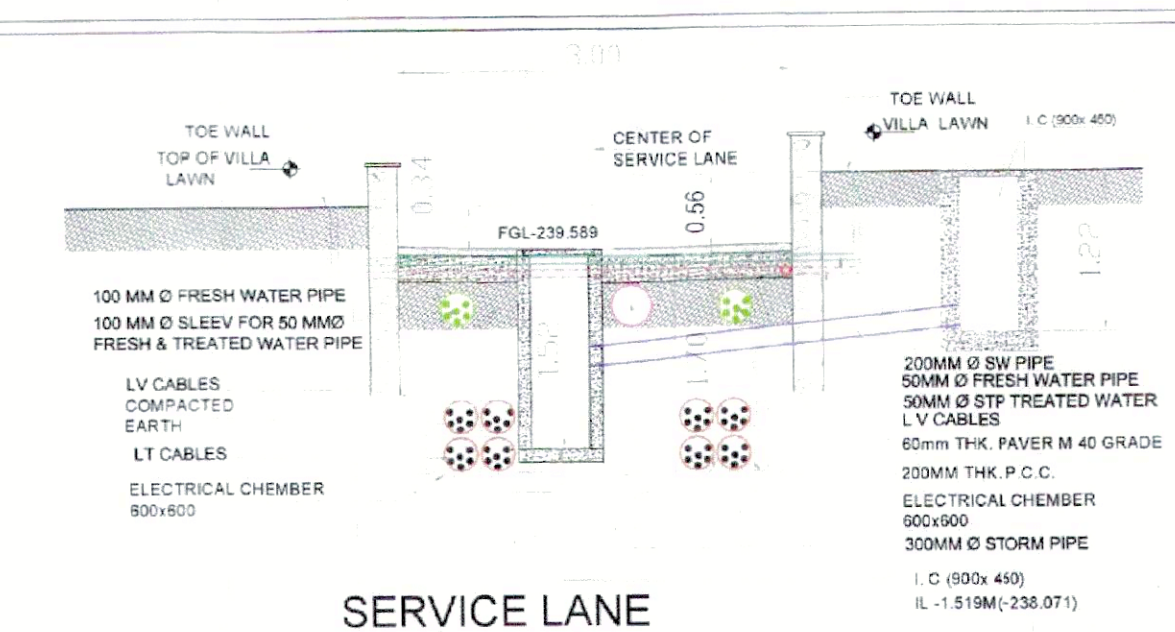 3.00
TOE WALL
TOP OF VILLA
LAWN
0.34
CENTER OF
SERVICE LANE
0.56
TOE WALL
VILLA LAWN
I. C (900x 450)
FGL-239.589
1.22
1.52
1.70
100 MM Ø FRESH WATER PIPE
100 MM Ø SLEEV FOR 50 MMØ
FRESH & TREATED WATER PIPE
LV CABLES
COMPACTED
EARTH
LT CABLES
ELECTRICAL CHEMBER
600x600
200MM Ø SW PIPE
50MM Ø FRESH WATER PIPE
50MM Ø STP TREATED WATER
L V CABLES
60mm THK. PAVER M 40 GRADE
200MM THK.P.C.C.
ELECTRICAL CHEMBER
600x600
300MM Ø STORM PIPE
I. C (900x 450)
IL -1.519M(-238.071)
SERVICE LANE